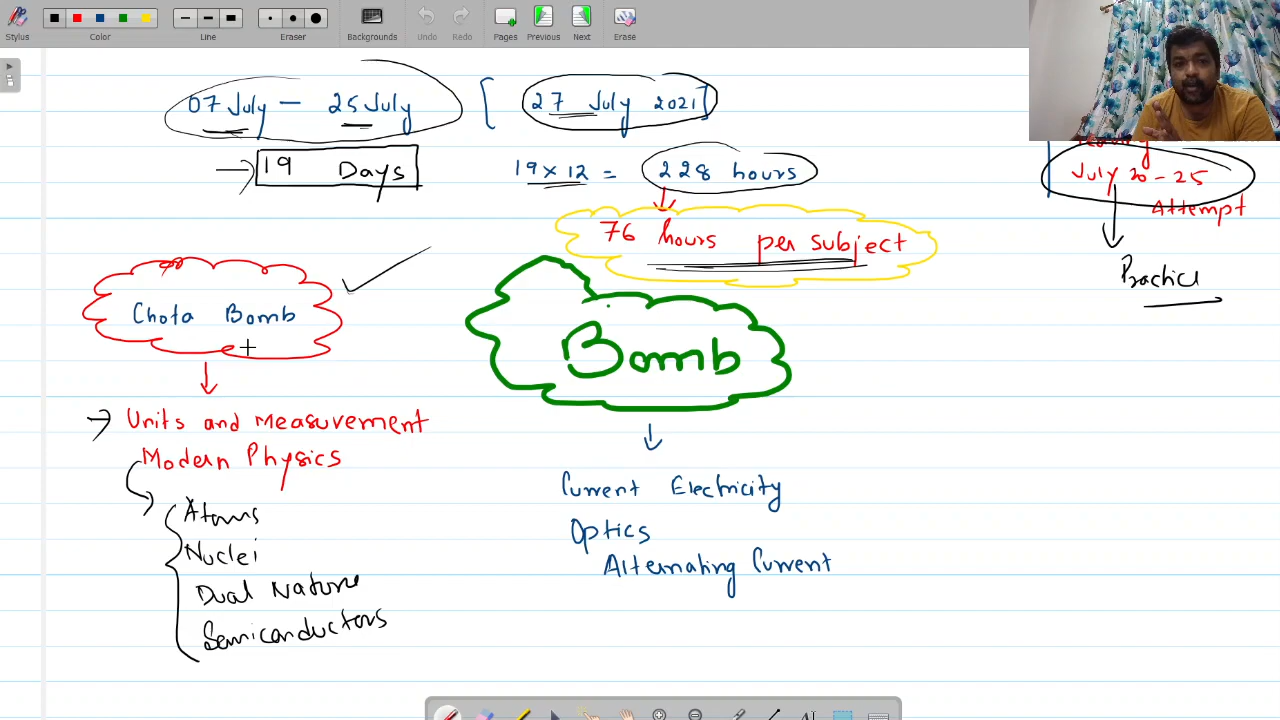 Stylus
Color
Line
Eraser
Backgrounds
Undo
Redo
Pages
Previous
Next
Erase
07 July - 25 July [ 27 July 2021]
→ 19 Days
19 x 12 = 228 hours
July 20 - 25
Attempt
76 hours per subject
Practice
Chota Bomb
Bomb
→ Units and Measurement
Modern Physics
Atoms
Nuclei
Dual Nature
Semiconductors
Current Electricity
Optics
Alternating Current